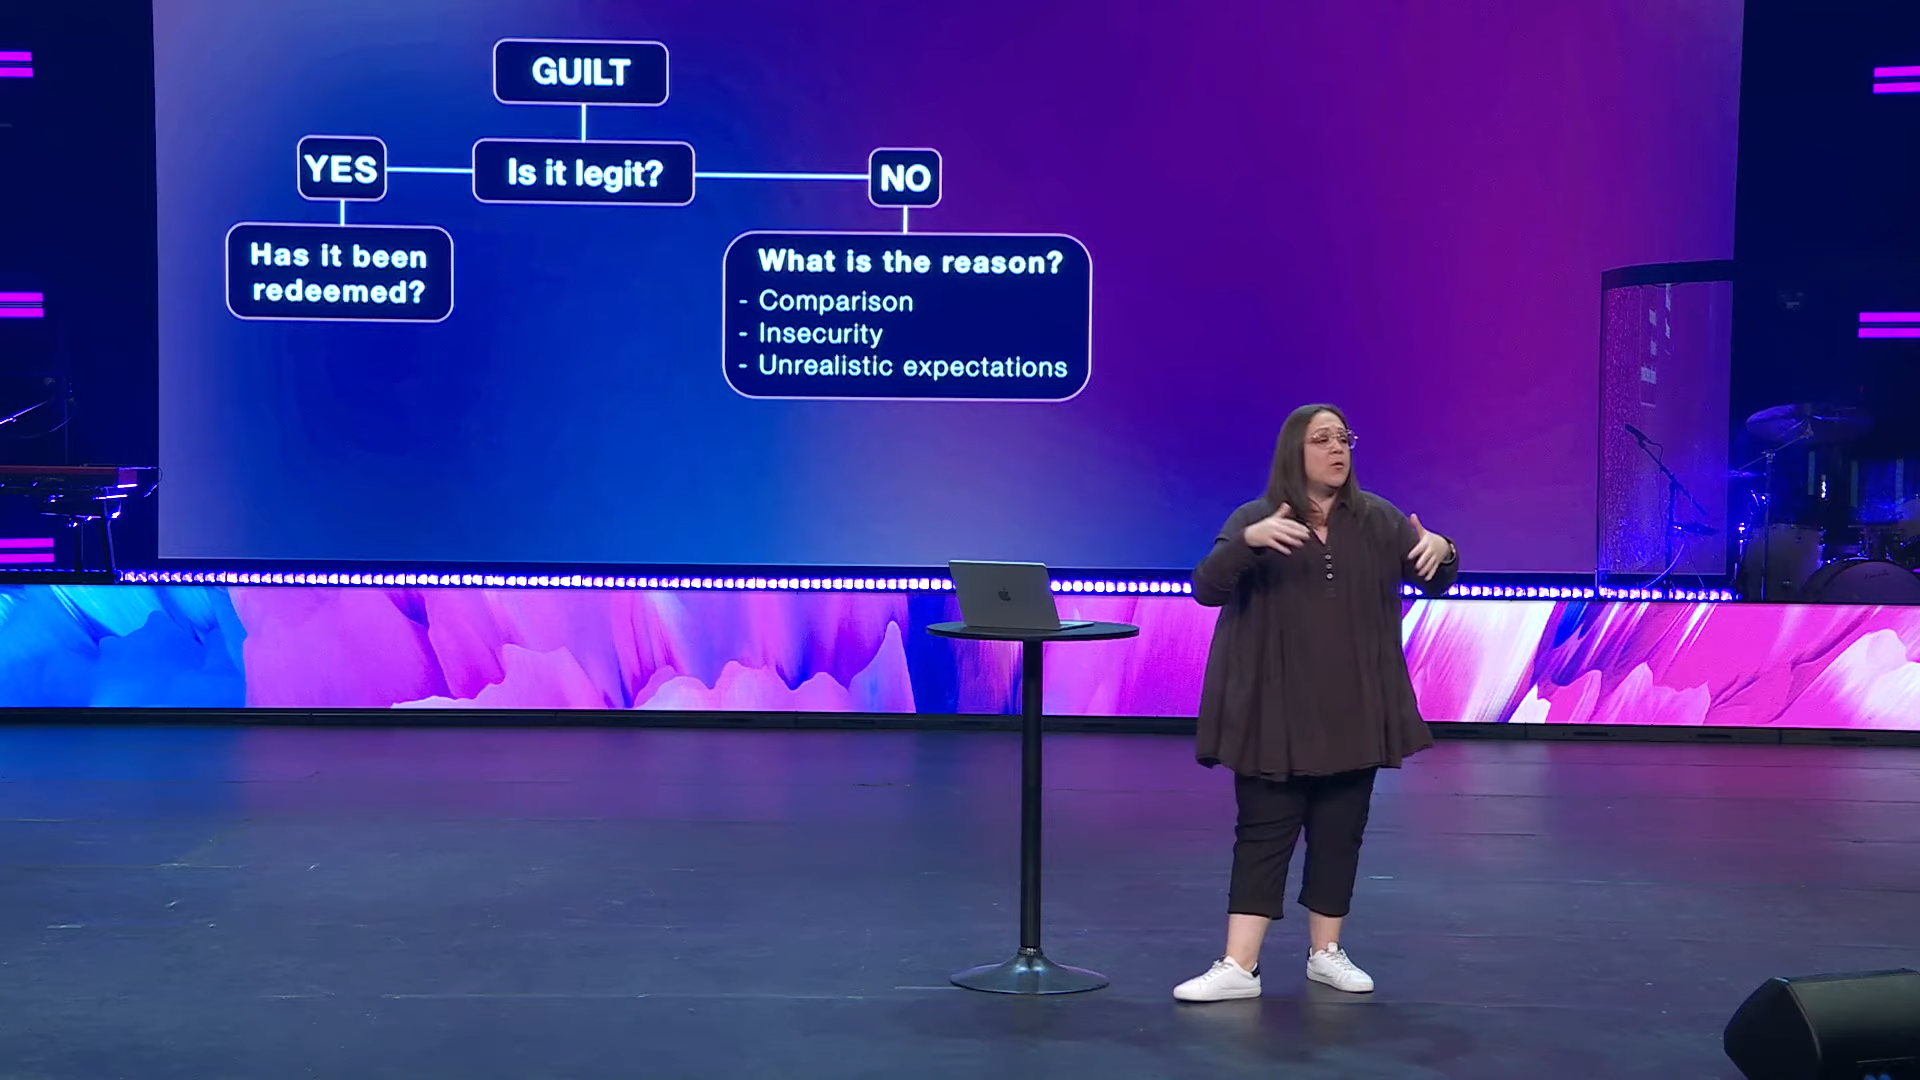 GUILT
YES
Is it legit?
NO
Has it been
redeemed?
What is the reason?
- Comparison
- Insecurity
- Unrealistic expectations